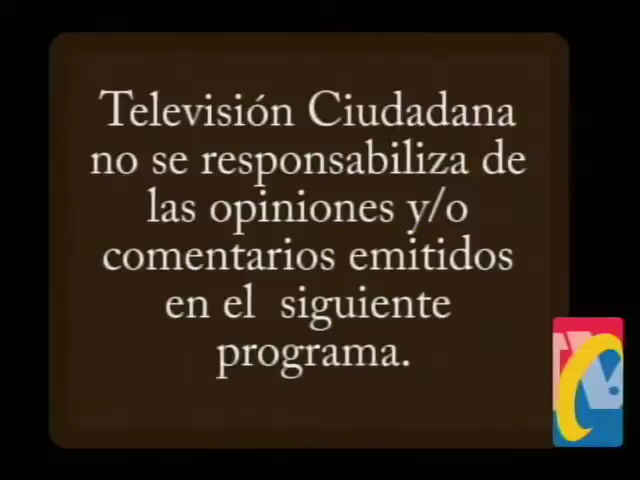 Televisión Ciudadana
no se responsabiliza de
las opiniones y/o
comentarios emitidos
en el siguiente
programa.